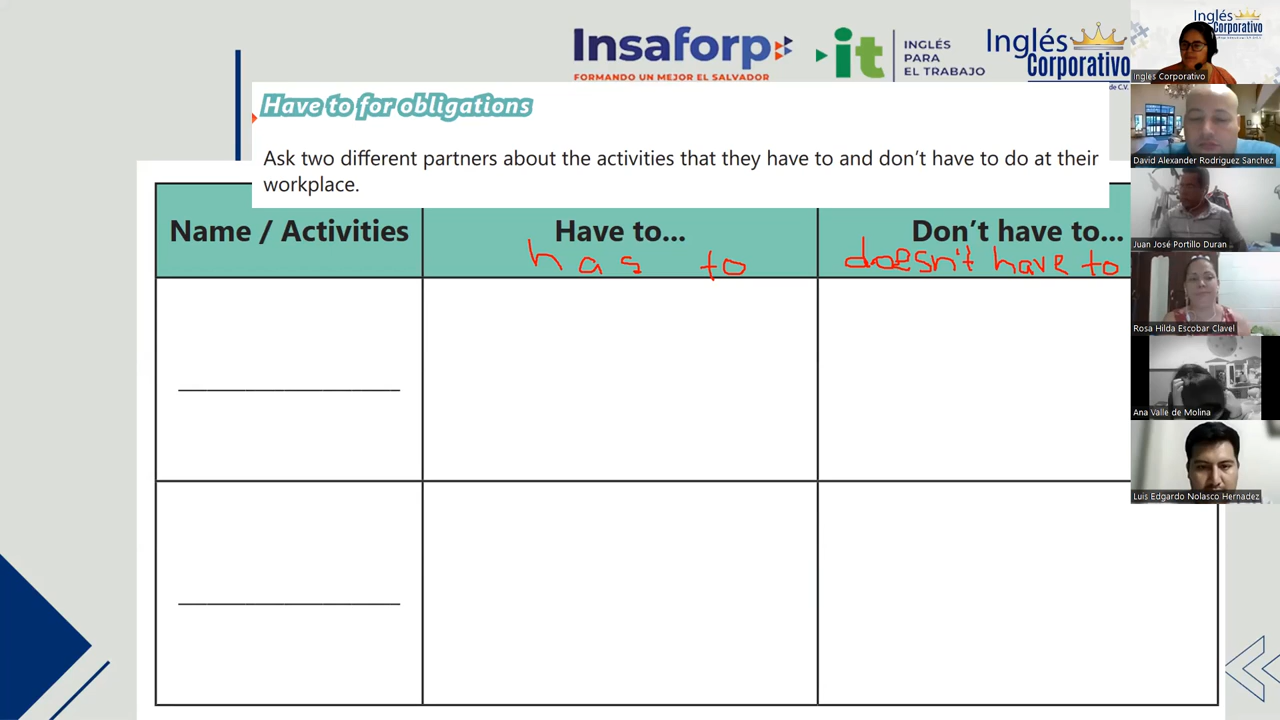 Insaforp
FORMANDO UN MEJOR EL SALVADOR
it
INGLÉS
PARA
EL TRABAJO
Inglés
Corporativo
de C.V.
Inglés
Corporativo
Ingles Corporativo
Have to for obligations
Ask two different partners about the activities that they have to and don't have to do at their
workplace.
Name / Activities
Have to...
Don't have to...
has to
doesn't have to
David Alexander Rodriguez Sanchez
Juan José Portillo Duran
Rosa Hilda Escobar Clavel
Ana Valle de Molina
Luis Edgardo Nolasco Hernadez